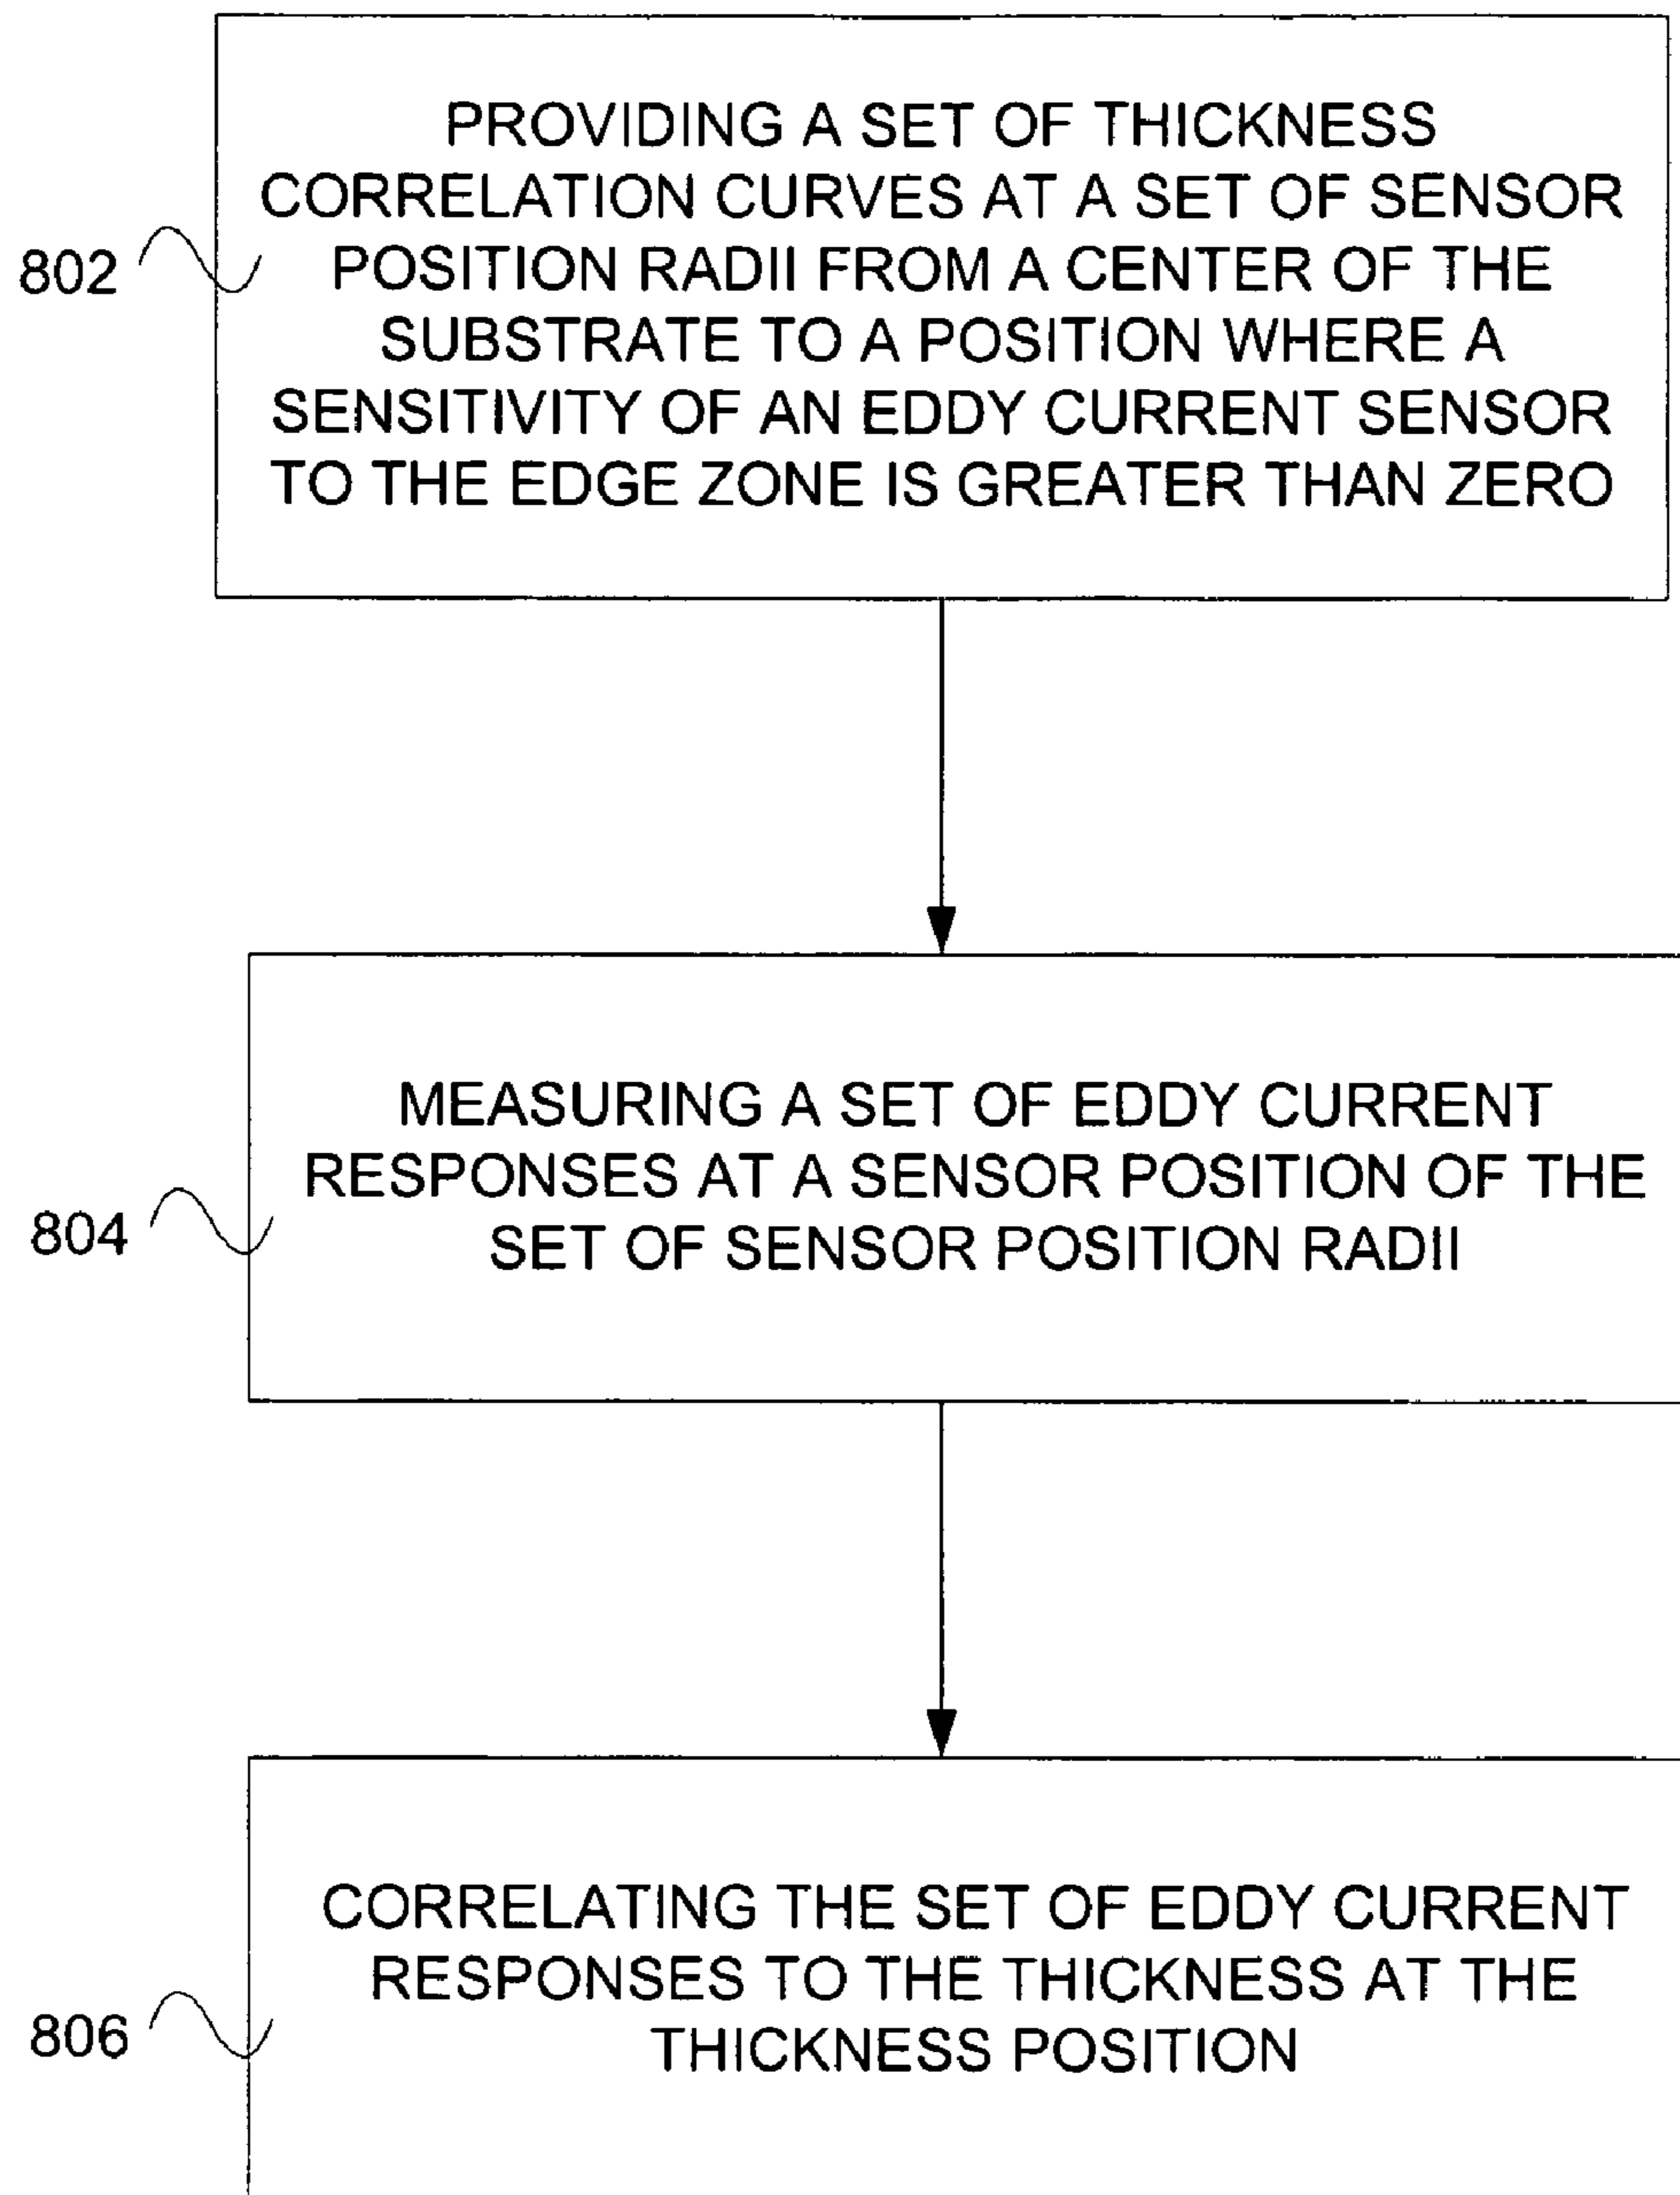 PROVIDING A SET OF THICKNESS
CORRELATION CURVES AT A SET OF SENSOR
POSITION RADII FROM A CENTER OF THE
SUBSTRATE TO A POSITION WHERE A
SENSITIVITY OF AN EDDY CURRENT SENSOR
TO THE EDGE ZONE IS GREATER THAN ZERO
802
MEASURING A SET OF EDDY CURRENT
RESPONSES AT A SENSOR POSITION OF THE
SET OF SENSOR POSITION RADII
804
CORRELATING THE SET OF EDDY CURRENT
RESPONSES TO THE THICKNESS AT THE
THICKNESS POSITION
806